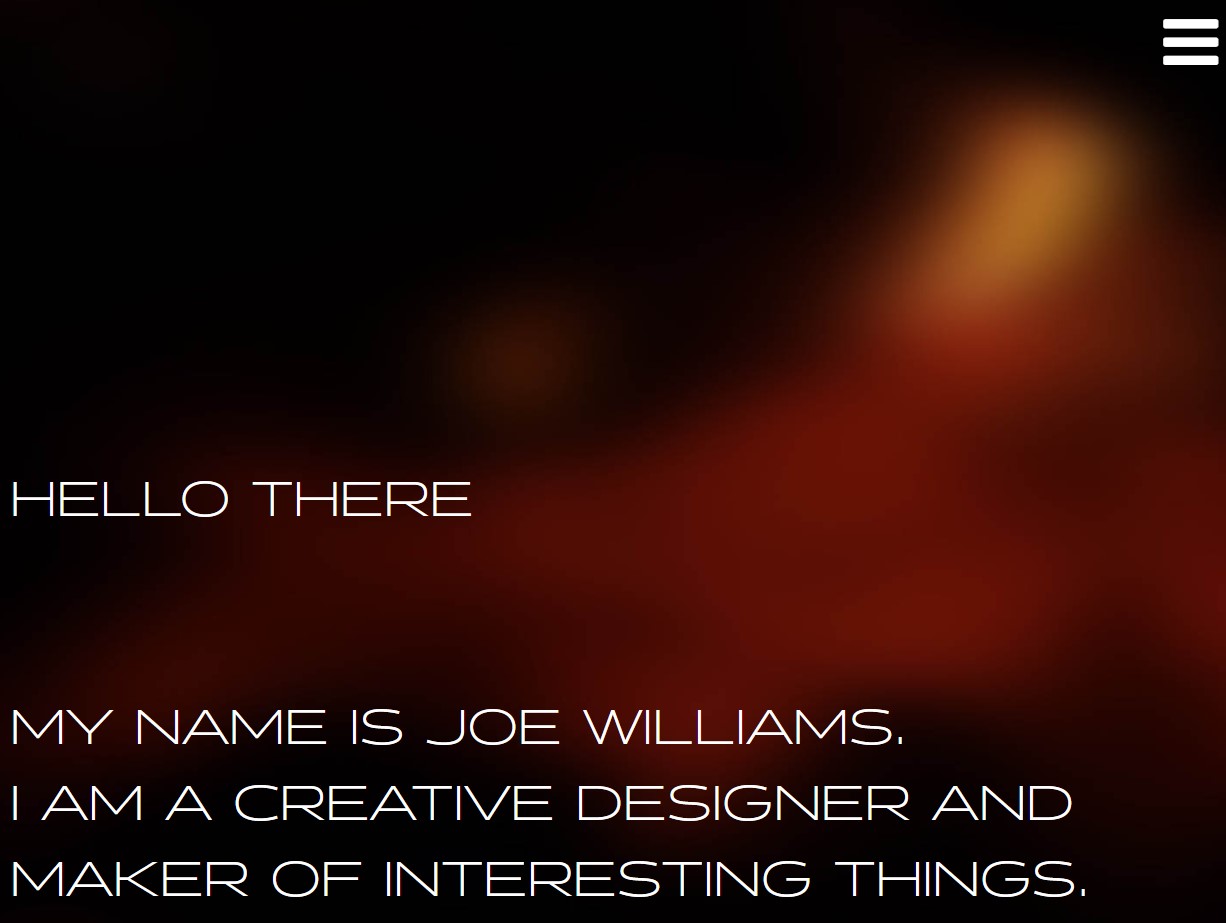 HELLO THERE
MY NAME IS JOE WILLIAMS.
I AM A CREATIVE DESIGNER AND
MAKER OF INTERESTING THINGS.